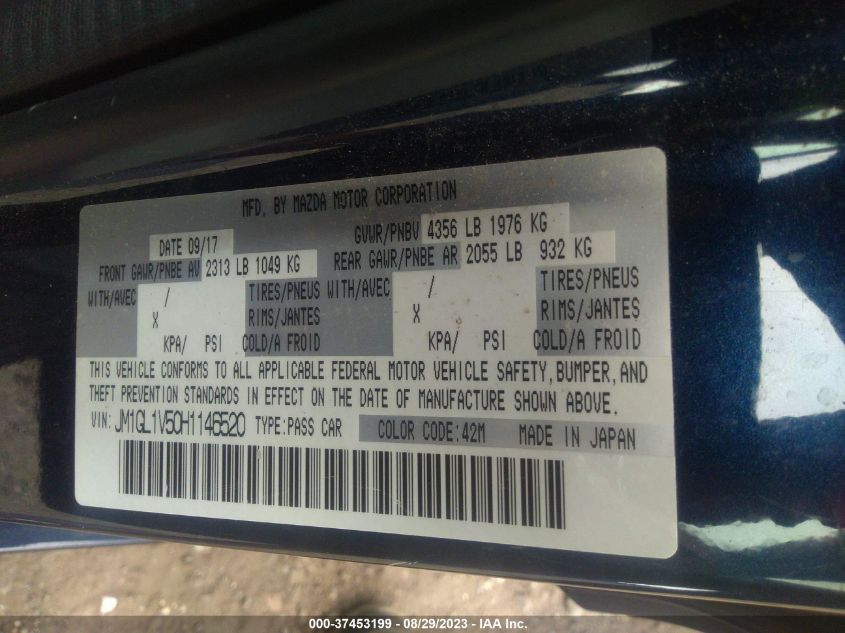 MFD. BY MAZDA MOTOR CORPORATION
DATE 09/17 GVWR/PNBV 4356 LB 1976 KG
FRONT GAWR/PNBE AV 2313 LB 1049 KG REAR GAWR/PNBE AR 2055 LB 932 KG
WITH/AVEC / TIRES/PNEUS WITH/AVEC / TIRES/PNEUS
X RIMS/JANTES X RIMS/JANTES
KPA/ PSI COLD/A FROID KPA/ PSI COLD/A FROID
THIS VEHICLE CONFORMS TO ALL APPLICABLE FEDERAL MOTOR VEHICLE SAFETY, BUMPER, AND
THEFT PREVENTION STANDARDS IN EFFECT ON THE DATE OF MANUFACTURE SHOWN ABOVE.
VIN: JM1GL1V50H1146520 TYPE: PASS CAR COLOR CODE: 42M MADE IN JAPAN
000-37453199 - 08/29/2023 - IAA Inc.